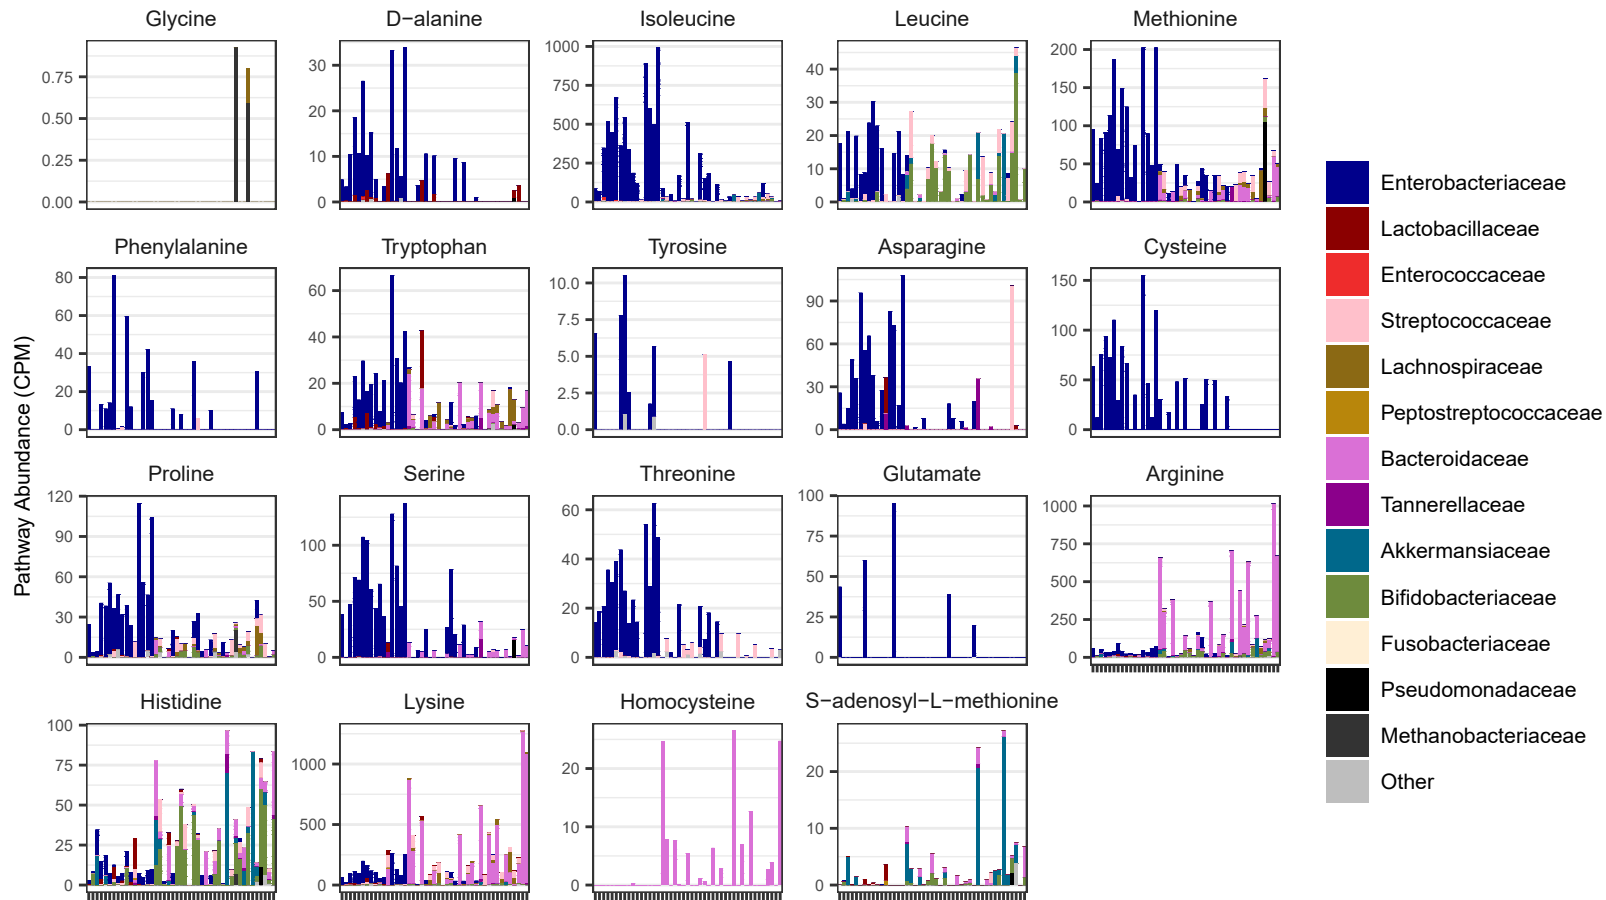 Glycine
D−alanine
Isoleucine
Leucine
Methionine
0.75
0.50
0.25
0.00
30
20
10
0
1000
750
500
250
0
40
30
20
10
0
200
150
100
50
0
Phenylalanine
Tryptophan
Tyrosine
Asparagine
Cysteine
80
60
40
20
0
60
40
20
0
10.0
7.5
5.0
2.5
0.0
90
60
30
0
150
100
50
0
Proline
Serine
Threonine
Glutamate
Arginine
120
90
60
30
0
100
50
0
60
40
20
0
100
75
50
25
0
1000
750
500
250
0
Histidine
Lysine
Homocysteine
S−adenosyl−L−methionine
100
75
50
25
0
1000
500
0
20
10
0
20
10
0
Pathway Abundance (CPM)
Enterobacteriaceae
Lactobacillaceae
Enterococcaceae
Streptococcaceae
Lachnospiraceae
Peptostreptococcaceae
Bacteroidaceae
Tannerellaceae
Akkermansiaceae
Bifidobacteriaceae
Fusobacteriaceae
Pseudomonadaceae
Methanobacteriaceae
Other